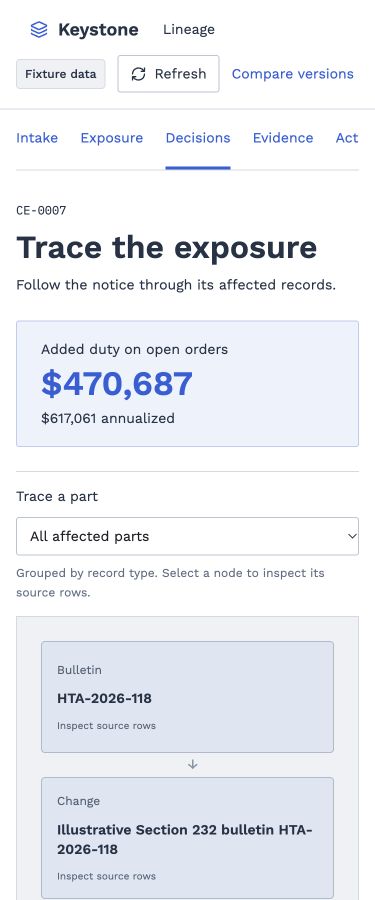 Keystone Lineage
Fixture data Refresh Compare versions
Intake Exposure Decisions Evidence Act
CE-0007
Trace the exposure
Follow the notice through its affected records.
Added duty on open orders
$470,687
$617,061 annualized
Trace a part
All affected parts
Grouped by record type. Select a node to inspect its
source rows.
Bulletin
HTA-2026-118
Inspect source rows
Change
Illustrative Section 232 bulletin HTA-
2026-118
Inspect source rows